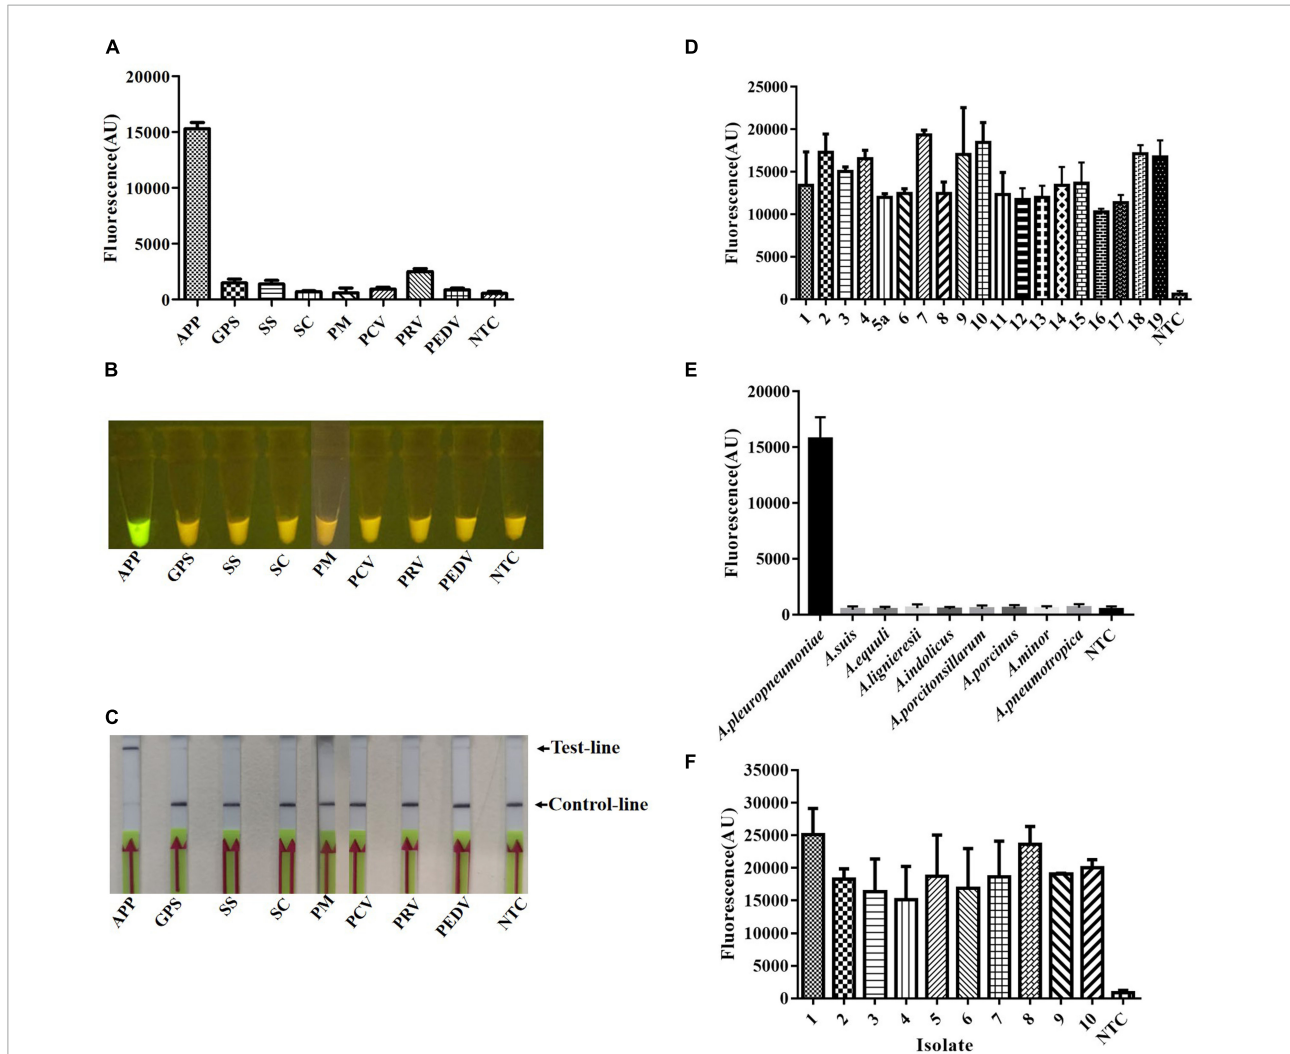 A
Fluorescence(AU)
20000
15000
10000
5000
0
APP GPS SS SC PM PCV PRV PEDV NTC
B
APP GPS SS SC PM PCV PRV PEDV NTC
C
Test-line
Control-line
APP GPS SS SC PM PCV PRV PEDV NTC
D
Fluorescence(AU)
25000
20000
15000
10000
5000
0
1 2 3 4 5a 6 7 8 9 10 11 12 13 14 15 16 17 18 19 NTC
E
Fluorescence(AU)
20000
15000
10000
5000
0
A.pleuropneumoniae A.suis A.equuli A.lignieresii A.indolicus A.porcitonsillarum A.porcinus A.minor A.pneumotropica NTC
F
Fluorescence(AU)
35000
30000
25000
20000
15000
10000
5000
0
1 2 3 4 5 6 7 8 9 10 NTC
Isolate